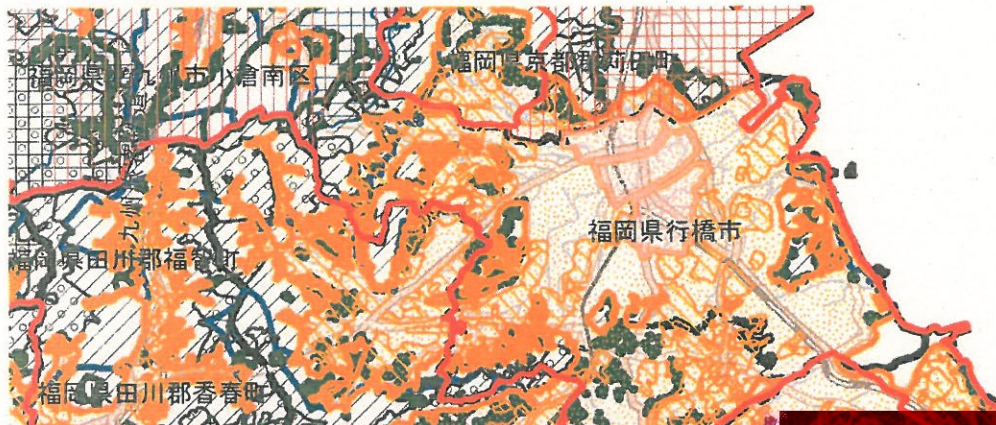 福岡県北九州市小倉南区
福岡県京都郡苅田町
九州
福岡県行橋市
福岡県田川郡福智町
福岡県田川郡香春町